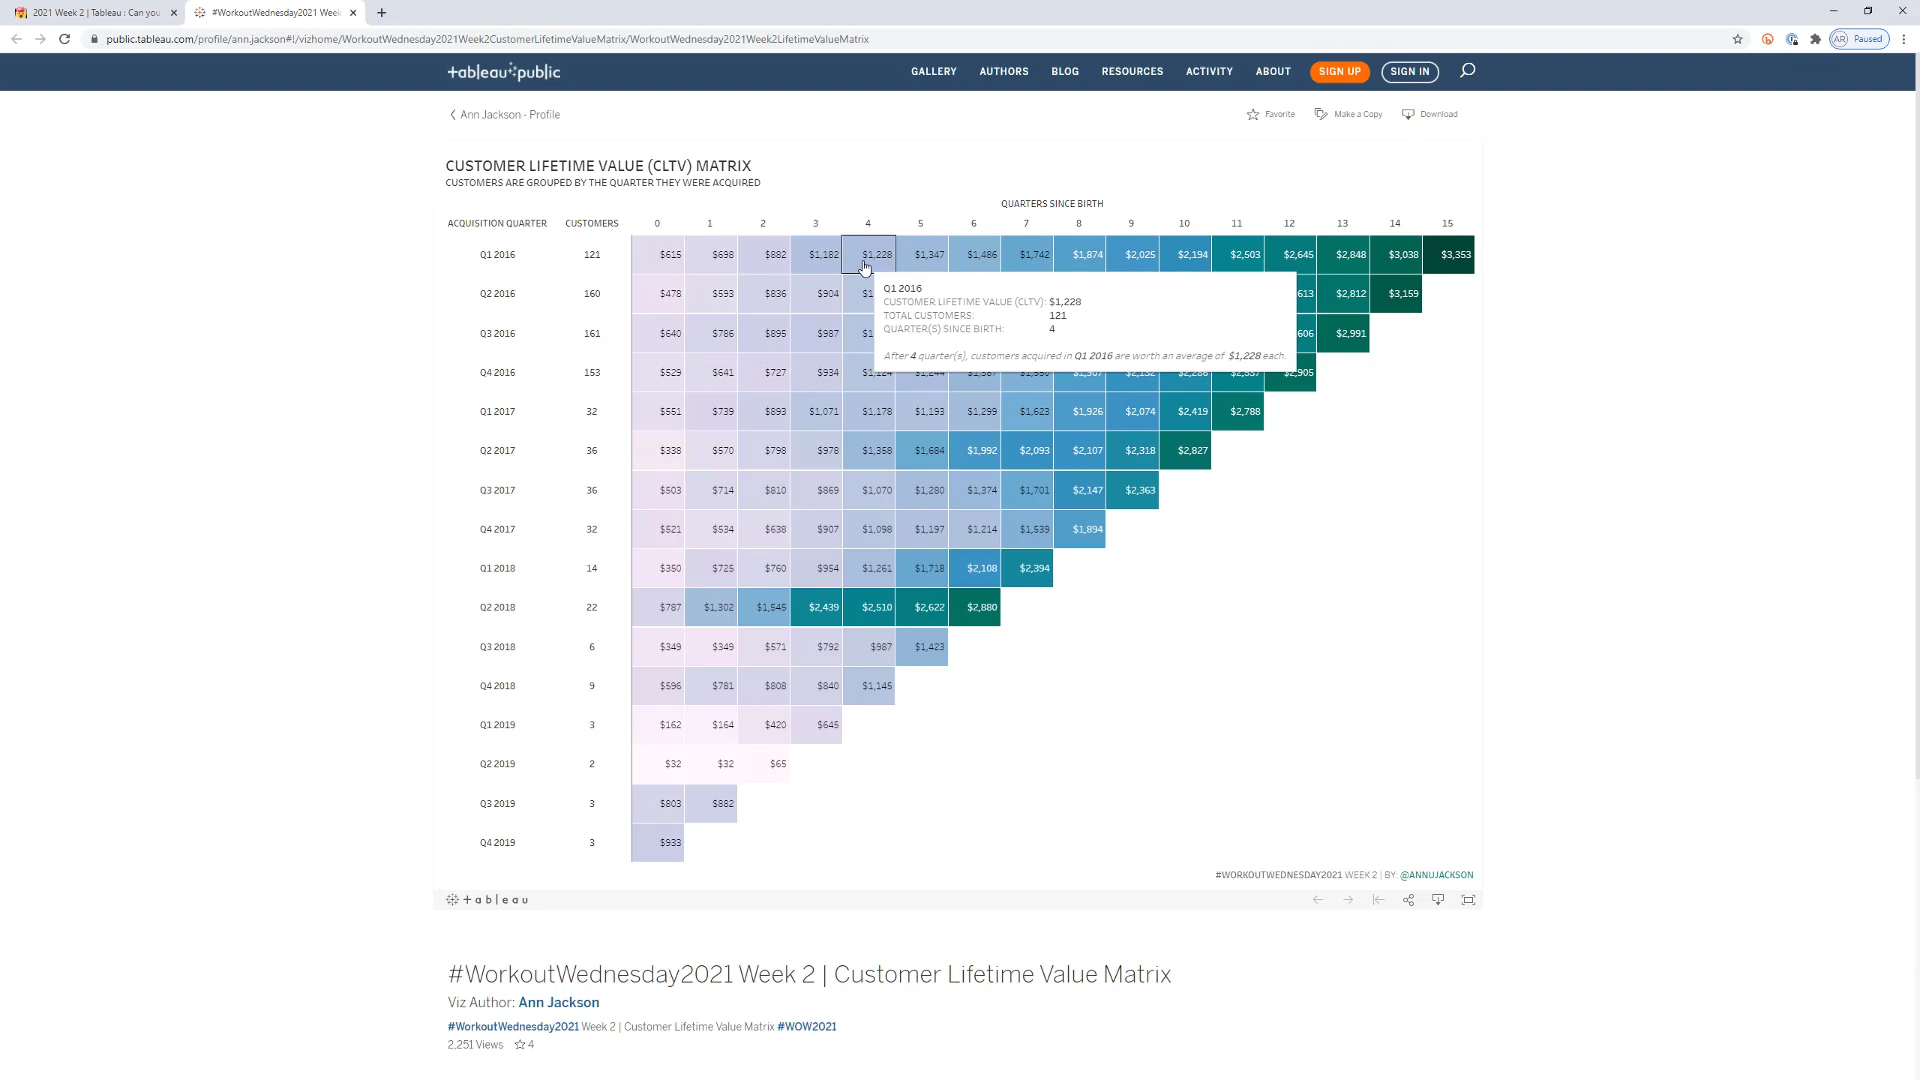 2021 Week 2 | Tableau : Can you
#WorkoutWednesday2021 Week
public.tableau.com/profile/ann.jackson#!/vizhome/WorkoutWednesday2021Week2CustomerLifetimeValueMatrix/WorkoutWednesday2021Week2LifetimeValueMatrix
AR Paused
+ableau public GALLERY AUTHORS BLOG RESOURCES ACTIVITY ABOUT SIGN UP SIGN IN
Ann Jackson - Profile Favorite Make a Copy Download
CUSTOMER LIFETIME VALUE (CLTV) MATRIX
CUSTOMERS ARE GROUPED BY THE QUARTER THEY WERE ACQUIRED
QUARTERS SINCE BIRTH
ACQUISITION QUARTER CUSTOMERS 0 1 2 3 4 5 6 7 8 9 10 11 12 13 14 15
Q1 2016 121 $615 $698 $882 $1,182 $1,228 $1,347 $1,486 $1,742 $1,874 $2,025 $2,194 $2,503 $2,645 $2,848 $3,038 $3,353
Q2 2016 160 $478 $593 $836 $904 613 $2,812 $3,159
Q3 2016 161 $640 $786 $895 $987 606 $2,991
Q1 2016
CUSTOMER LIFETIME VALUE (CLTV): $1,228
TOTAL CUSTOMERS: 121
QUARTER(S) SINCE BIRTH: 4
After 4 quarter(s), customers acquired in Q1 2016 are worth an average of $1,228 each.
Q4 2016 153 $529 $641 $727 $934 $2,905
Q1 2017 32 $551 $739 $893 $1,071 $1,178 $1,193 $1,299 $1,623 $1,926 $2,074 $2,419 $2,788
Q2 2017 36 $338 $570 $798 $978 $1,358 $1,684 $1,992 $2,093 $2,107 $2,318 $2,827
Q3 2017 36 $503 $714 $810 $869 $1,070 $1,280 $1,374 $1,701 $2,147 $2,363
Q4 2017 32 $521 $534 $638 $907 $1,098 $1,197 $1,214 $1,539 $1,894
Q1 2018 14 $350 $725 $760 $954 $1,261 $1,718 $2,108 $2,394
Q2 2018 22 $787 $1,302 $1,545 $2,439 $2,510 $2,622 $2,880
Q3 2018 6 $349 $349 $571 $792 $987 $1,423
Q4 2018 9 $596 $781 $808 $840 $1,145
Q1 2019 3 $162 $164 $420 $645
Q2 2019 2 $32 $32 $65
Q3 2019 3 $803 $882
Q4 2019 3 $933
#WORKOUTWEDNESDAY2021 WEEK 2 | BY: @ANNUJACKSON
+ableau
#WorkoutWednesday2021 Week 2 | Customer Lifetime Value Matrix
Viz Author: Ann Jackson
#WorkoutWednesday2021 Week 2 | Customer Lifetime Value Matrix #WOW2021
2,251 Views 4